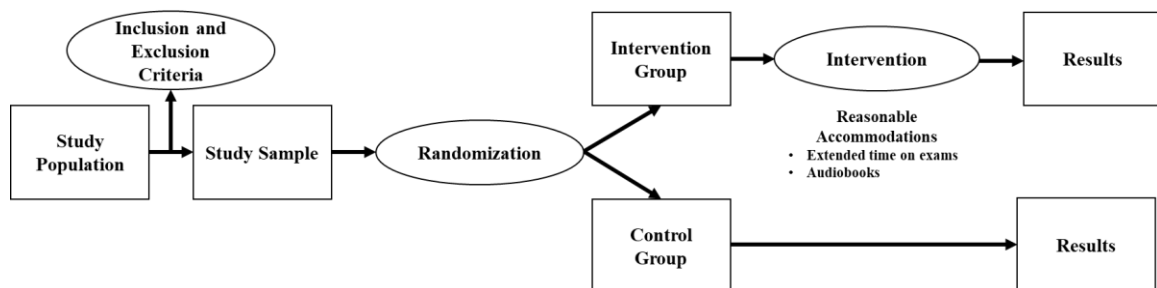 Inclusion and
Exclusion
Criteria
Study
Population
Study Sample
Randomization
Intervention
Group
Intervention
Results
Reasonable
Accommodations
• Extended time on exams
• Audiobooks
Control
Group
Results